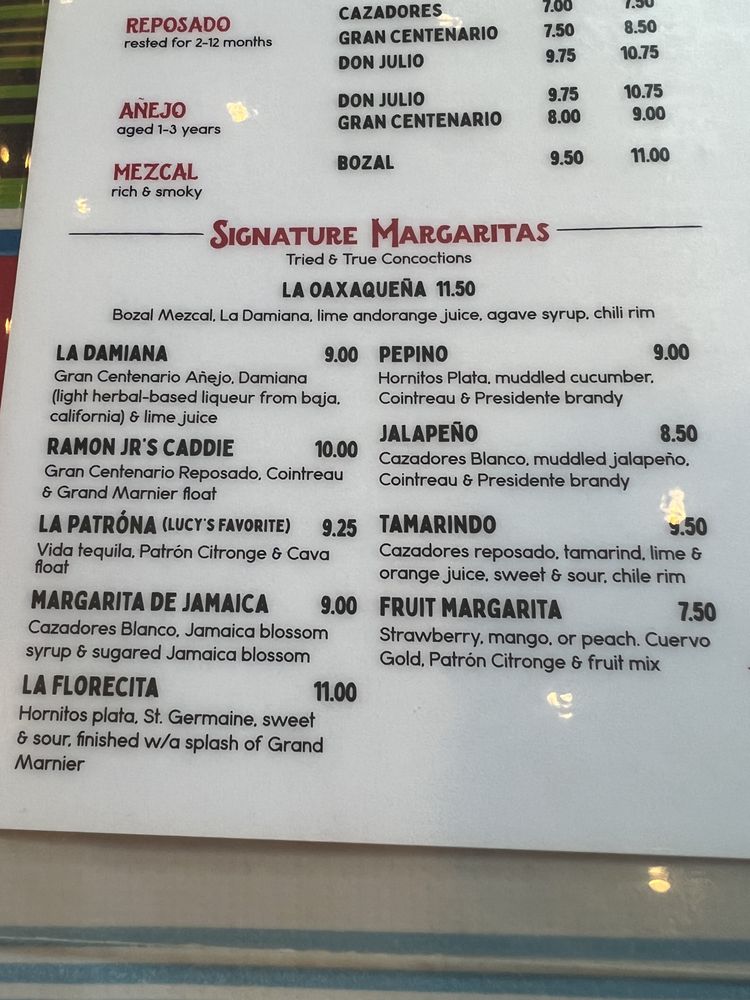 REPOSADO
rested for 2-12 months
CAZADORES 7.00 7.50
GRAN CENTENARIO 7.50 8.50
DON JULIO 9.75 10.75
AÑEJO
aged 1-3 years
DON JULIO 9.75 10.75
GRAN CENTENARIO 8.00 9.00
MEZCAL
rich & smoky
BOZAL 9.50 11.00
SIGNATURE MARGARITAS
Tried & True Concoctions
LA OAXAQUEÑA 11.50
Bozal Mezcal, La Damiana, lime andorange juice, agave syrup, chili rim
LA DAMIANA 9.00
Gran Centenario Añejo, Damiana
(light herbal-based liqueur from baja,
california) & lime juice
RAMON JR'S CADDIE 10.00
Gran Centenario Reposado, Cointreau
& Grand Marnier float
LA PATRÓNA (LUCY'S FAVORITE) 9.25
Vida tequila, Patrón Citronge & Cava
float
MARGARITA DE JAMAICA 9.00
Cazadores Blanco, Jamaica blossom
syrup & sugared Jamaica blossom
LA FLORECITA 11.00
Hornitos plata, St. Germaine, sweet
& sour, finished w/a splash of Grand
Marnier
PEPINO 9.00
Hornitos Plata, muddled cucumber,
Cointreau & Presidente brandy
JALAPEÑO 8.50
Cazadores Blanco, muddled jalapeño,
Cointreau & Presidente brandy
TAMARINDO 9.50
Cazadores reposado, tamarind, lime &
orange juice, sweet & sour, chile rim
FRUIT MARGARITA 7.50
Strawberry, mango, or peach. Cuervo
Gold, Patrón Citronge & fruit mix